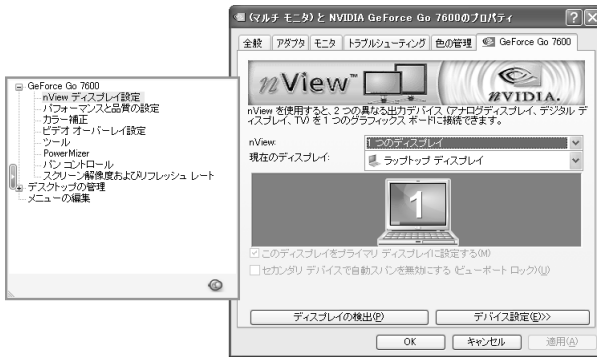 (マルチ モニタ) と NVIDIA GeForce Go 7600のプロパティ
全般 アダプタ モニタ トラブルシューティング 色の管理 GeForce Go 7600
nView™
NVIDIA.
nView を使用すると、2 つの異なる出力デバイス (アナログディスプレイ、デジタル デ
ィスプレイ、TV) を 1 つのグラフィックス ボードに接続できます。
nView: 1 つのディスプレイ
現在のディスプレイ: ラップトップ ディスプレイ
1
このディスプレイをプライマリ ディスプレイに設定する(M)
セカンダリ デバイスで自動スパンを無効にする (ビューポート ロック)(U)
ディスプレイの検出(P) デバイス設定(E)>>
OK キャンセル 適用(A)
GeForce Go 7600
nView ディスプレイ設定
パフォーマンスと品質の設定
カラー補正
ビデオ オーバーレイ設定
ツール
PowerMizer
パン コントロール
スクリーン解像度およびリフレッシュ レート
デスクトップの管理
メニューの編集